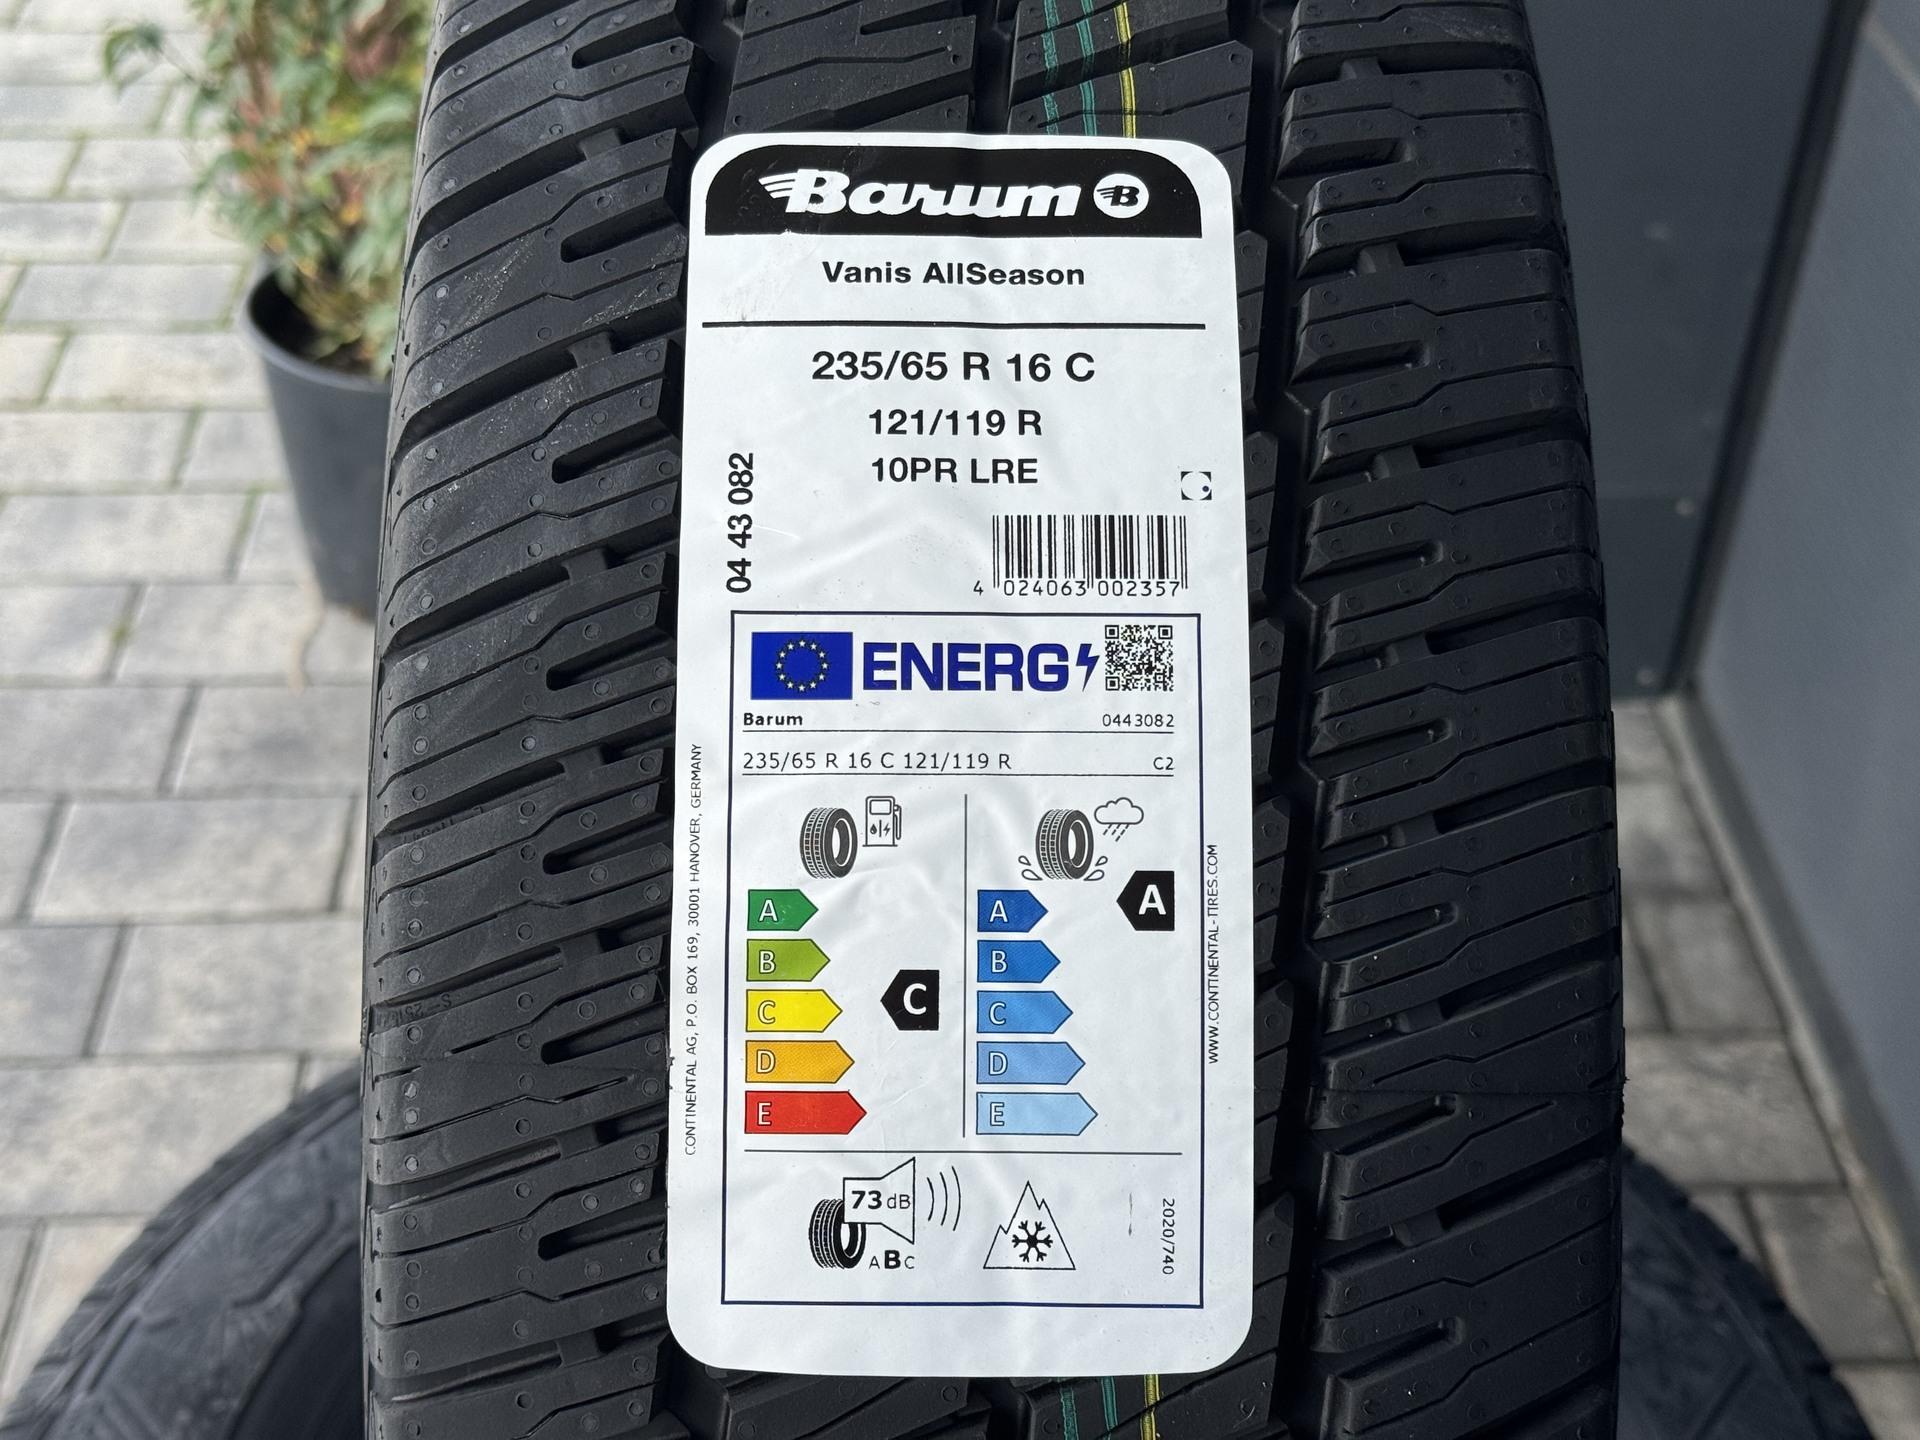 Barum B
Vanis AllSeason
235/65 R 16 C
121/119 R
10PR LRE
04 43 082
4 024063 002357
ENERG
Barum 0443082
235/65 R 16 C 121/119 R C2
A A A
B B
C C C
D D
E E
73 dB
A B C
2020/740
CONTINENTAL AG, P.O. BOX 169, 30001 HANOVER, GERMANY
WWW.CONTINENTAL-TIRES.COM